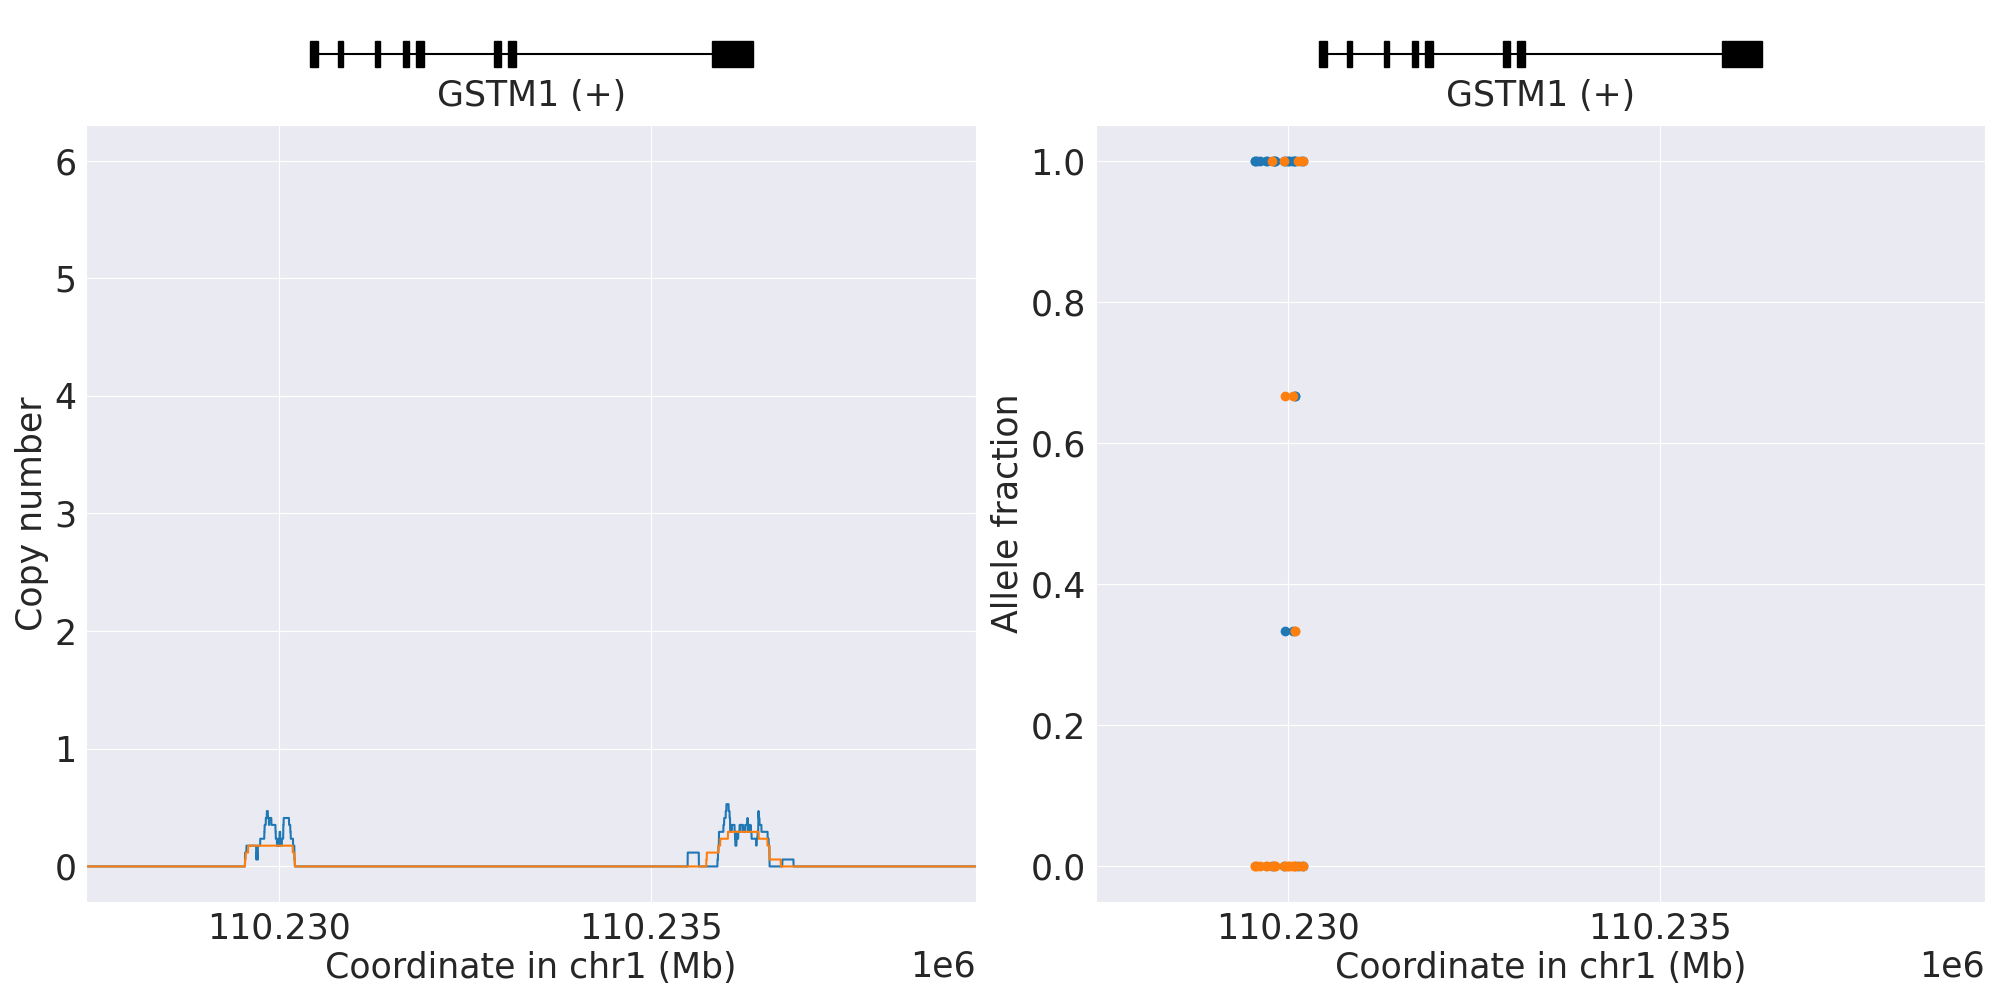 GSTM1 (+)
6
5
4
3
2
1
0
Copy number
110.230
110.235
Coordinate in chr1 (Mb)
1e6
GSTM1 (+)
1.0
0.8
0.6
0.4
0.2
0.0
Allele fraction
110.230
110.235
Coordinate in chr1 (Mb)
1e6